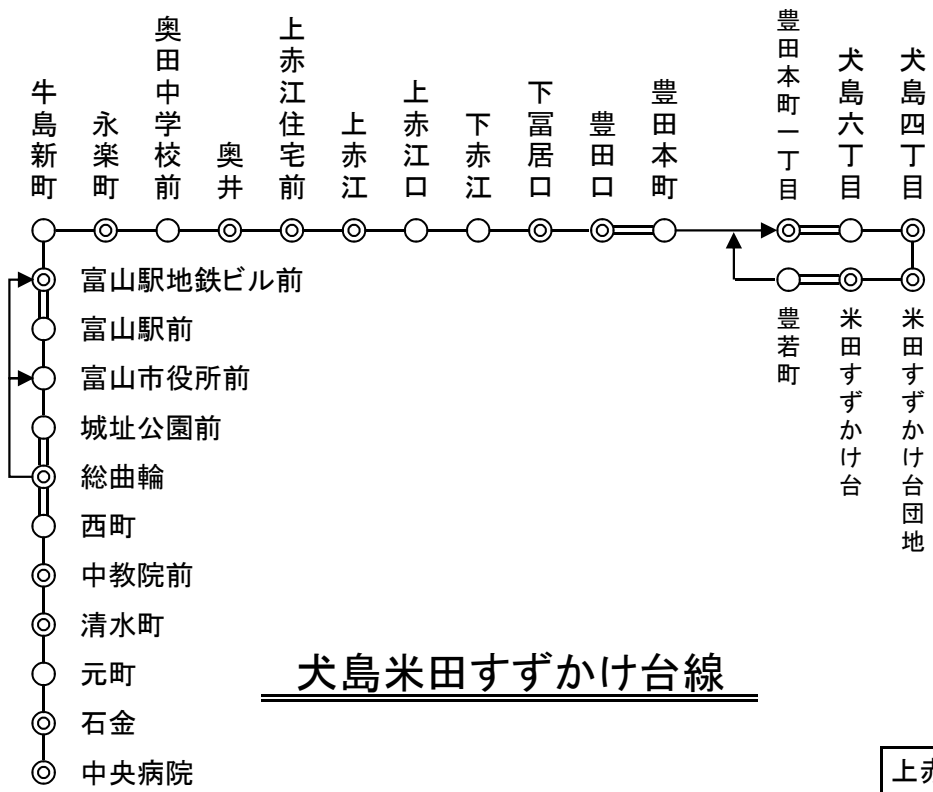 牛島新町
永楽町
奥田中学校前
奥井
上赤江住宅前
上赤江
上赤江口
下赤江
下冨居口
豊田口
豊田本町
豊田本町一丁目
犬島六丁目
犬島四丁目
富山駅地鉄ビル前
富山駅前
富山市役所前
城址公園前
総曲輪
西町
中教院前
清水町
元町
石金
中央病院
豊若町
米田すずかけ台
米田すずかけ台団地
犬島米田すずかけ台線
上赤